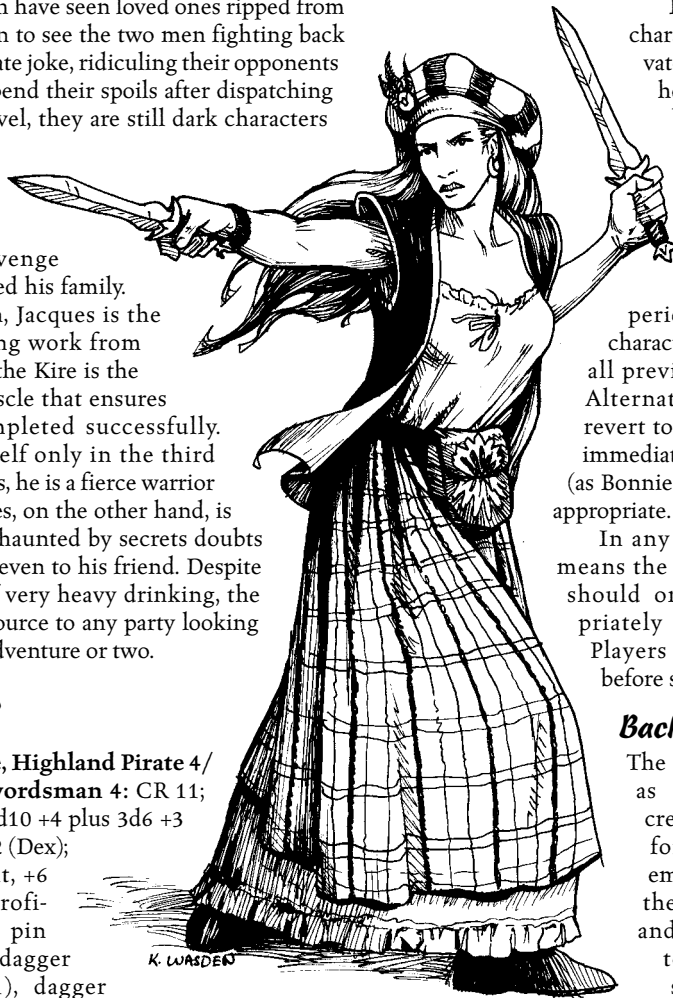 n have seen loved ones ripped from
n to see the two men fighting back
ate joke, ridiculing their opponents
pend their spoils after dispatching
vel, they are still dark characters
venge
ed his family.
n, Jacques is the
ng work from
the Kire is the
scle that ensures
mpleted successfully.
elf only in the third
s, he is a fierce warrior
es, on the other hand, is
haunted by secrets doubts
even to his friend. Despite
f very heavy drinking, the
ource to any party looking
dventure or two.
e, Highland Pirate 4/
wordsman 4: CR 11;
d10 +4 plus 3d6 +3
2 (Dex);
t, +6
rofi-
pin
dagger
), dagger
K. WASDEN
char
vat
he
perio
charact
all previ
Alternat
revert to
immediat
(as Bonnie
appropriate.
In any
means the
should or
priately
Players
before s
Bac
The
as
cre
fo
em
the
and
to